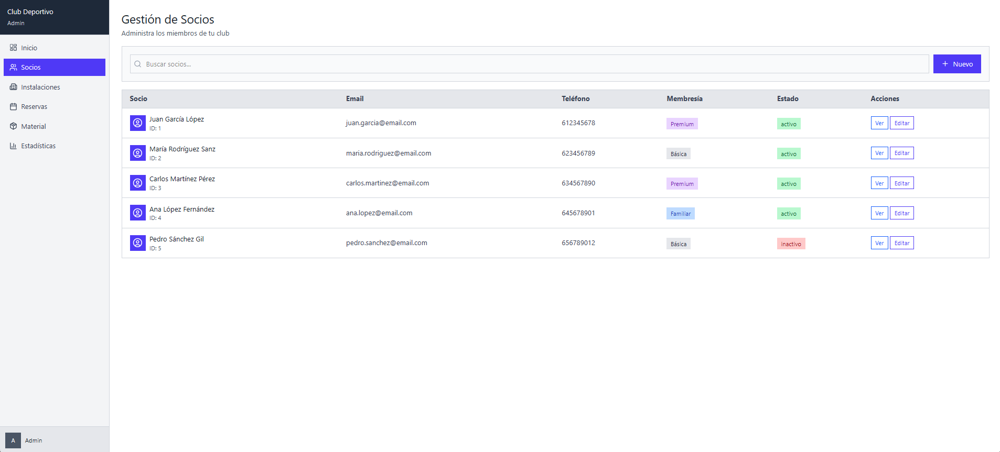 Club Deportivo
Admin
Inicio
Socios
Instalaciones
Reservas
Material
Estadísticas
A Admin
Gestión de Socios
Administra los miembros de tu club
Buscar socios...
+ Nuevo
Socio Email Teléfono Membresía Estado Acciones
Juan García López
ID: 1
juan.garcia@email.com 612345678 Premium activo Ver Editar
María Rodríguez Sanz
ID: 2
maria.rodriguez@email.com 623456789 Básica activo Ver Editar
Carlos Martínez Pérez
ID: 3
carlos.martinez@email.com 634567890 Premium activo Ver Editar
Ana López Fernández
ID: 4
ana.lopez@email.com 645678901 Familiar activo Ver Editar
Pedro Sánchez Gil
ID: 5
pedro.sanchez@email.com 656789012 Básica inactivo Ver Editar